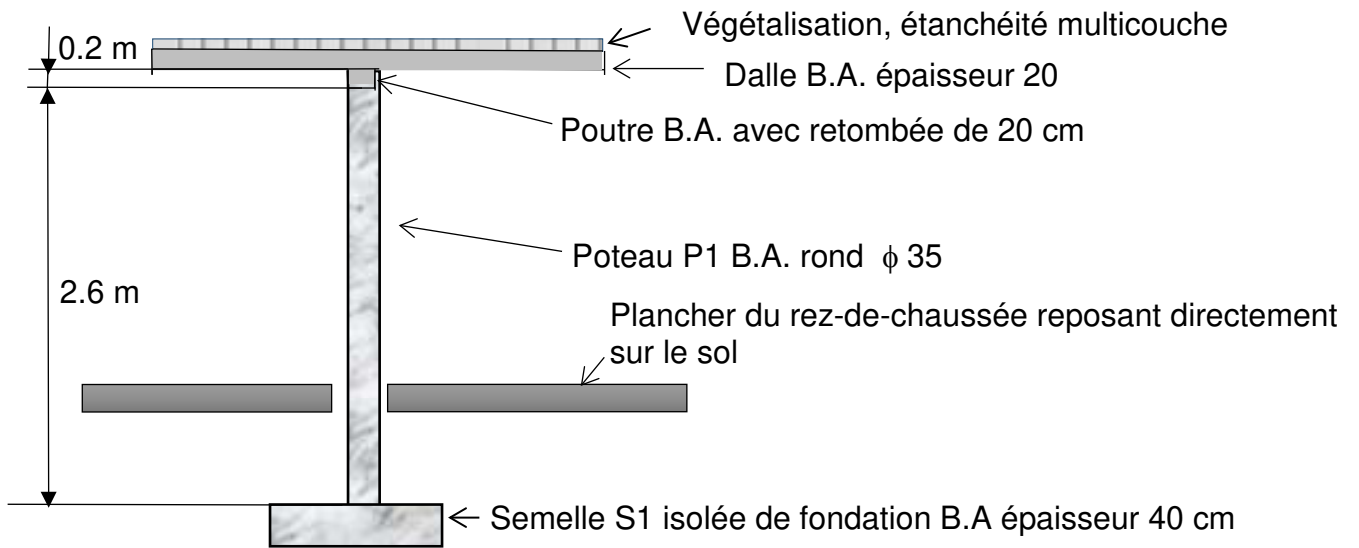 Végétalisation, étanchéité multicouche
0.2 m
Dalle B.A. épaisseur 20
Poutre B.A. avec retombée de 20 cm
Poteau P1 B.A. rond ϕ 35
2.6 m
Plancher du rez-de-chaussée reposant directement
sur le sol
Semelle S1 isolée de fondation B.A épaisseur 40 cm